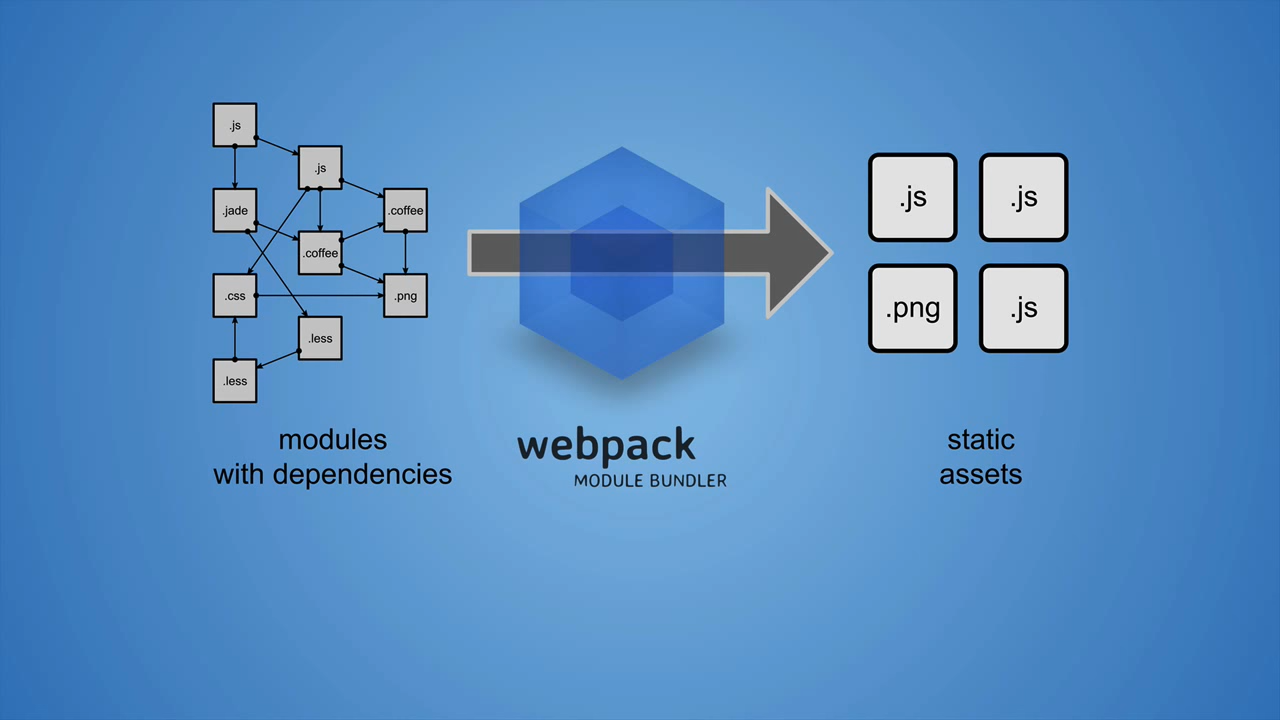 .js
.js
.jade
.coffee
.coffee
.css
.png
.less
.less
modules
with dependencies
webpack
MODULE BUNDLER
.js
.js
.png
.js
static
assets